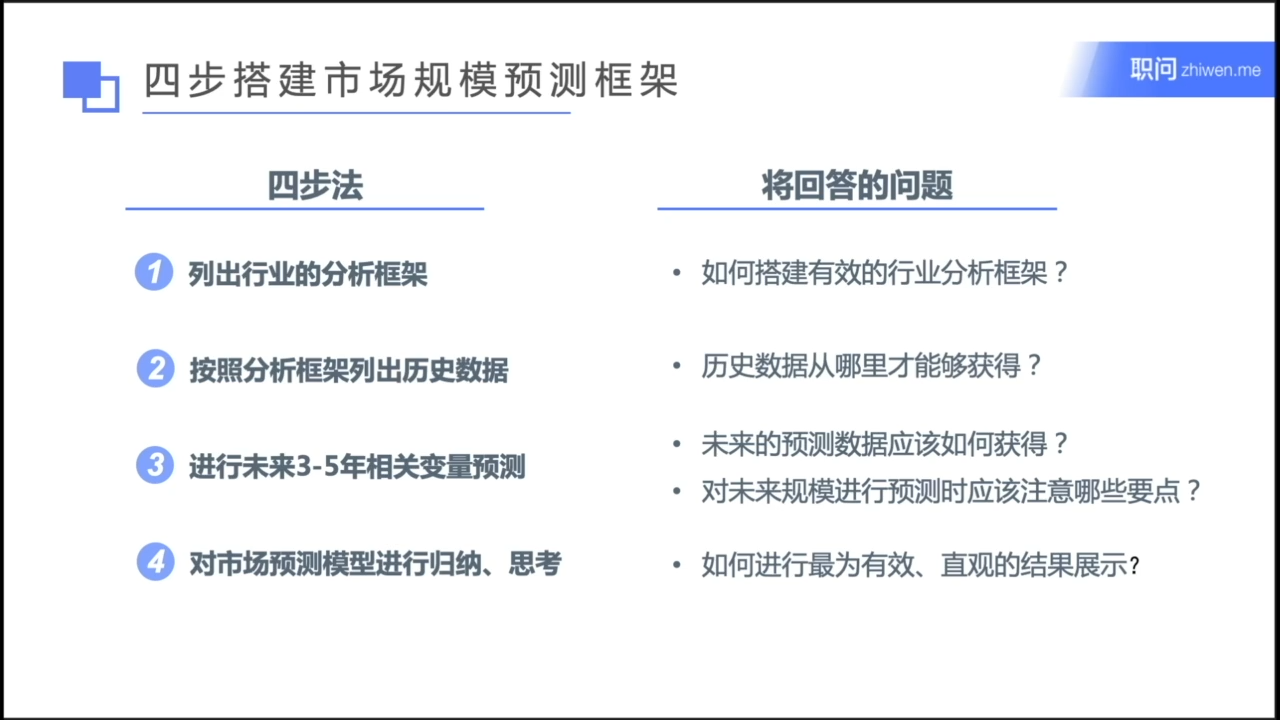 四步搭建市场规模预测框架
职问 zhiwen.me
四步法
将回答的问题
1 列出行业的分析框架
• 如何搭建有效的行业分析框架？
2 按照分析框架列出历史数据
• 历史数据从哪里才能够获得？
3 进行未来3-5年相关变量预测
• 未来的预测数据应该如何获得？
• 对未来规模进行预测时应该注意哪些要点？
4 对市场预测模型进行归纳、思考
• 如何进行最为有效、直观的结果展示?